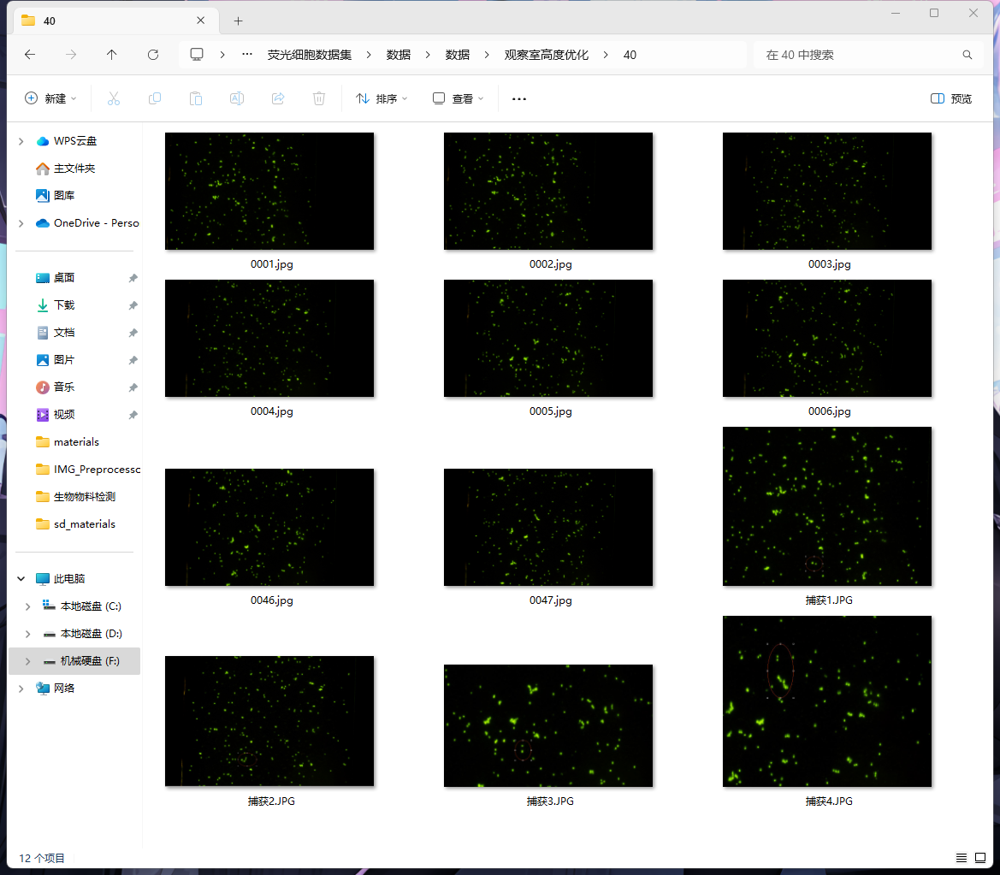 40
荧光细胞数据集 数据 数据 观察室高度优化 40
在 40 中搜索
新建 排序 查看 预览
WPS云盘
主文件夹
图库
OneDrive - Perso
桌面
下载
文档
图片
音乐
视频
materials
IMG_Preprocesso
生物物料检测
sd_materials
此电脑
本地磁盘 (C:)
本地磁盘 (D:)
机械硬盘 (F:)
网络
0001.jpg 0002.jpg 0003.jpg
0004.jpg 0005.jpg 0006.jpg
0046.jpg 0047.jpg 捕获1.JPG
捕获2.JPG 捕获3.JPG 捕获4.JPG
12 个项目